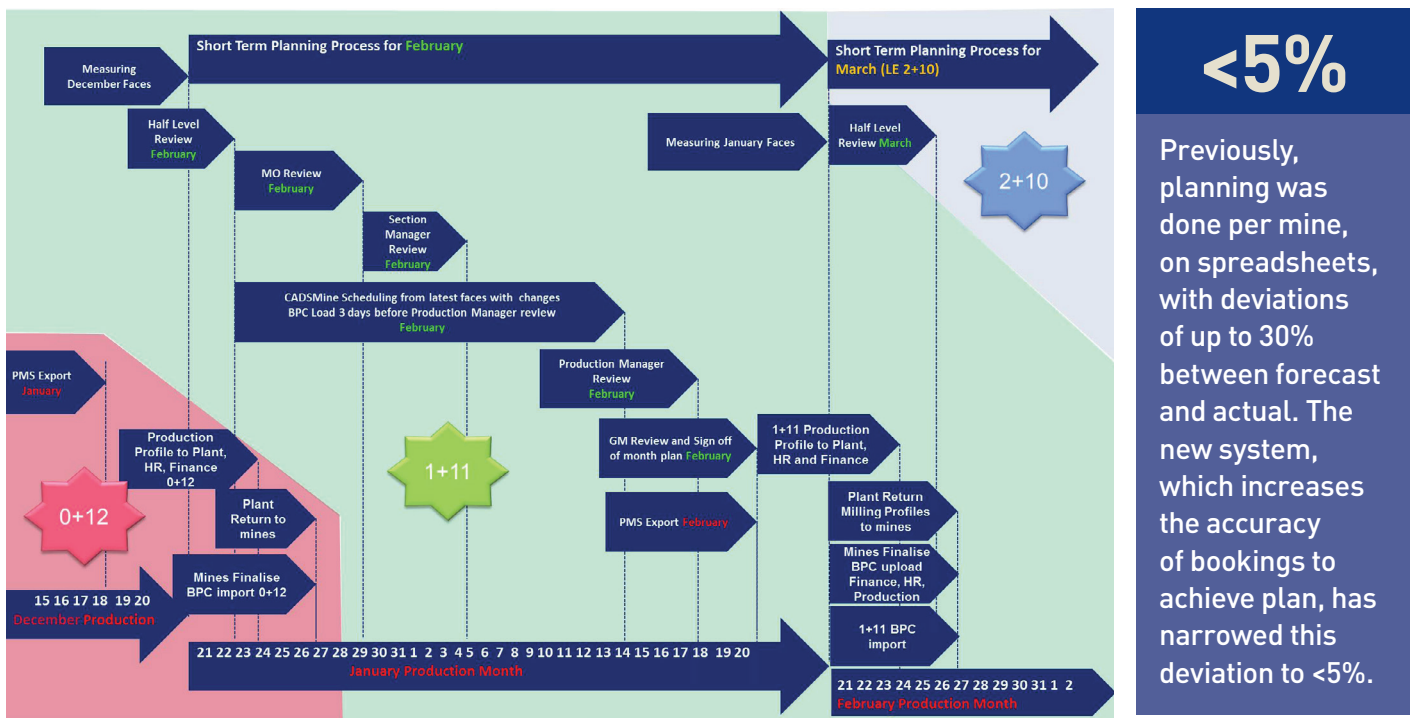 Short Term Planning Process for February
Short Term Planning Process for
March (LE 2+10)
Measuring
December Faces
Half Level
Review
February
Measuring January Faces
Half Level
Review March
MO Review
February
2+10
Section
Manager
Review
February
CADSMine Scheduling from latest faces with changes
BPC Load 3 days before Production Manager review
February
PMS Export
January
Production Manager
Review
February
Production
Profile to Plant,
HR, Finance
0+12
1+11
GM Review and Sign off
of month plan February
1+11 Production
Profile to Plant,
HR and Finance
0+12
Plant
Return to
mines
PMS Export February
Plant Return
Milling Profiles
to mines
Mines Finalise
BPC import 0+12
Mines Finalise
BPC upload
Finance, HR,
Production
15 16 17 18 19 20
December Production
1+11 BPC
import
21 22 23 24 25 26 27 28 29 30 31 1 2 3 4 5 6 7 8 9 10 11 12 13 14 15 16 17 18 19 20
January Production Month
21 22 23 24 25 26 27 28 29 30 31 1 2
February Production Month
<5%
Previously,
planning was
done per mine,
on spreadsheets,
with deviations
of up to 30%
between forecast
and actual. The
new system,
which increases
the accuracy
of bookings to
achieve plan, has
narrowed this
deviation to <5%.